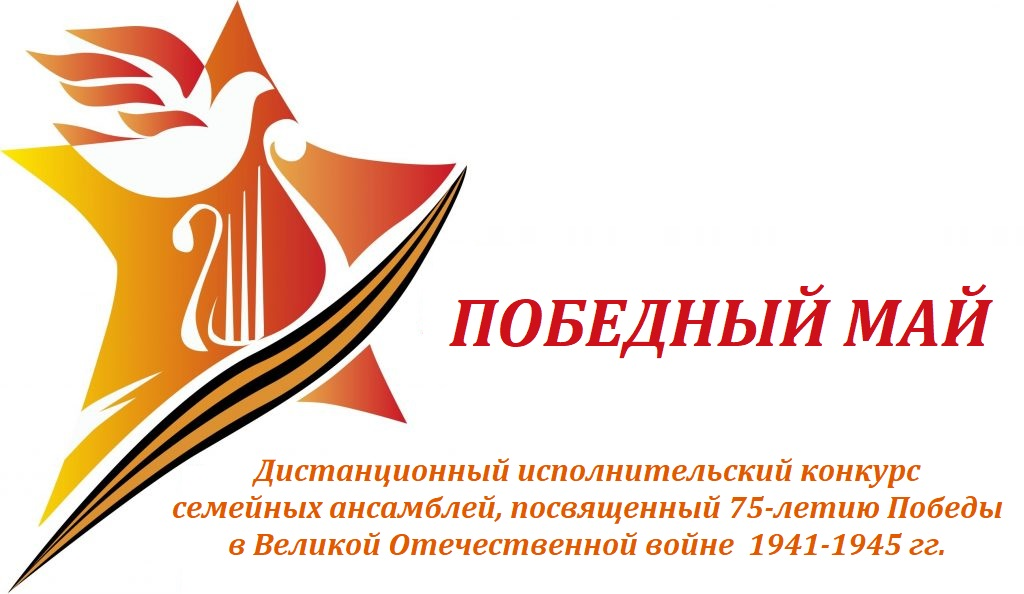 ПОБЕДНЫЙ МАЙ
Дистанционный исполнительский конкурс
семейных ансамблей, посвященный 75-летию Победы
в Великой Отечественной войне 1941-1945 гг.